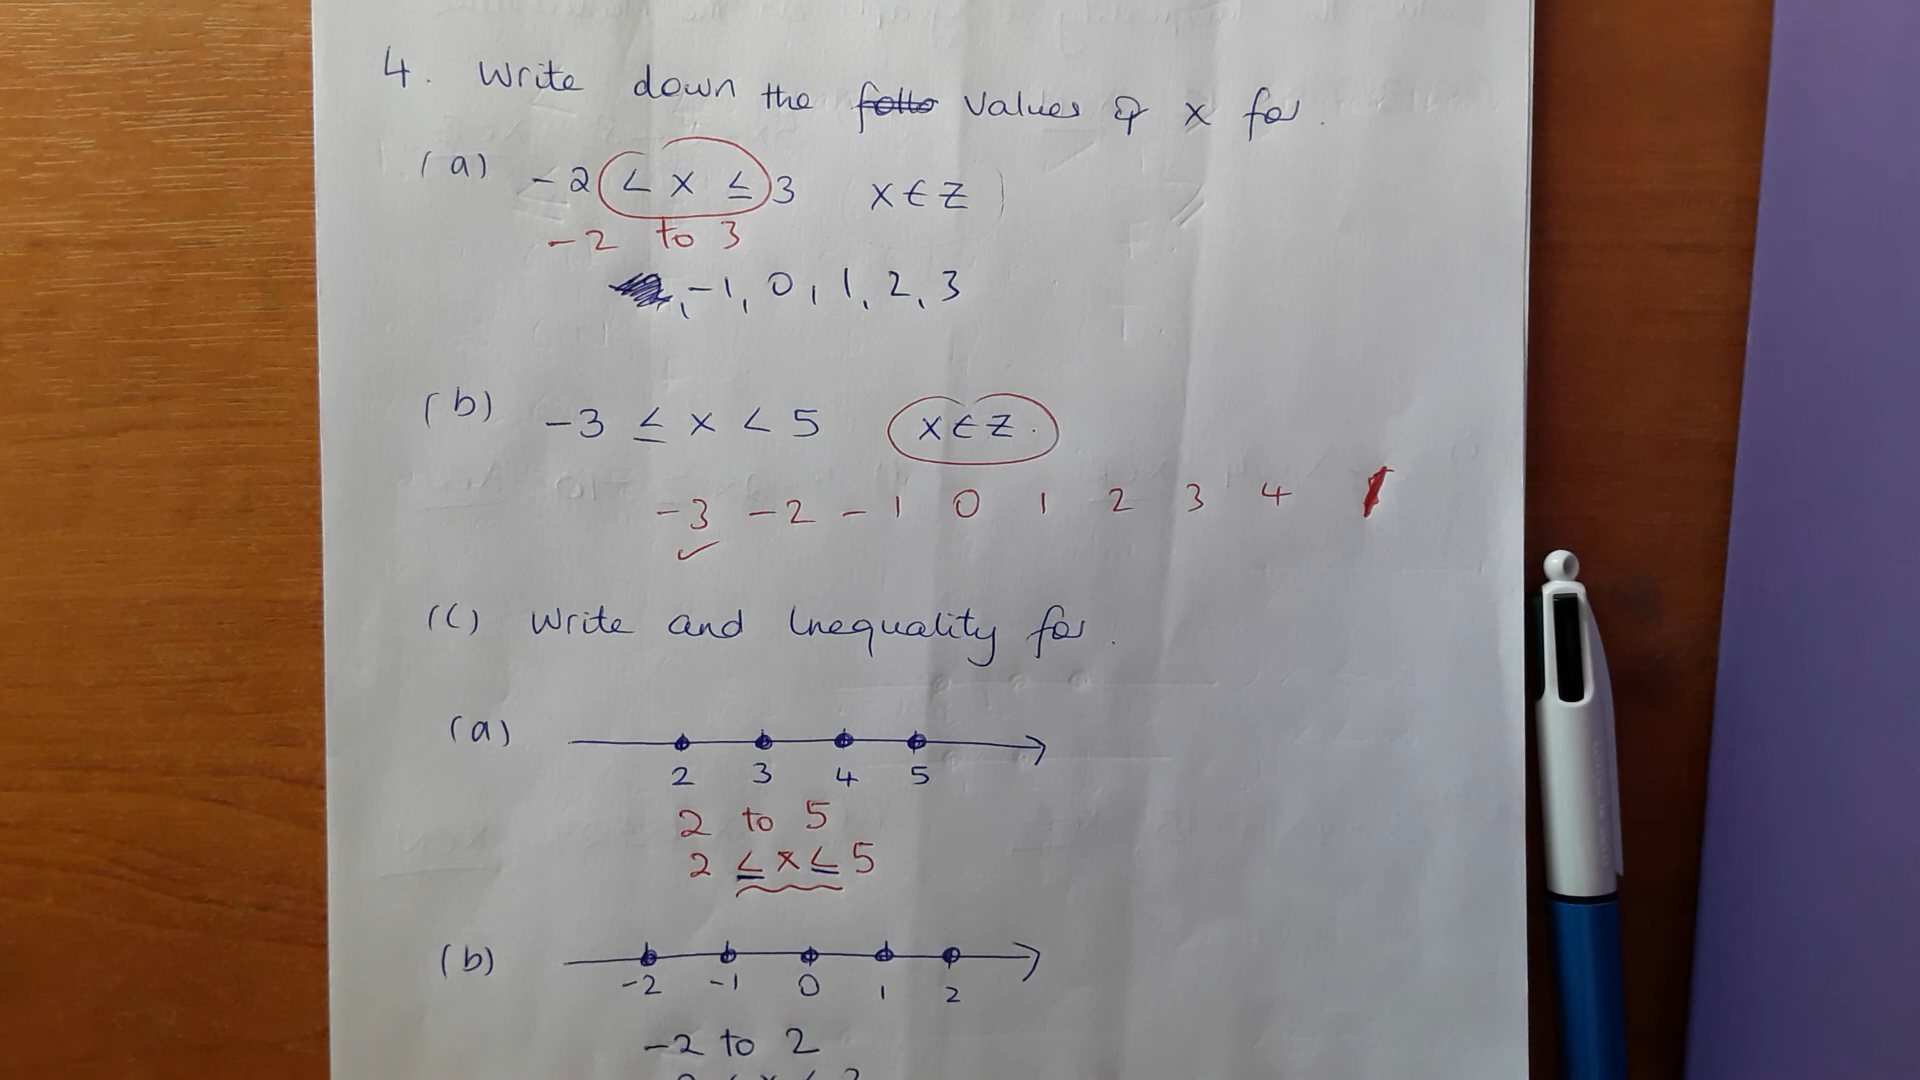 4. Write down the values of x for.
(a) -2 < x ≤ 3 x ∈ Z
-2 to 3
, -1, 0, 1, 2, 3
(b) -3 ≤ x < 5 x ∈ Z.
-3 -2 -1 0 1 2 3 4
(c) Write and Inequality for.
(a)
2 3 4 5
2 to 5
2 ≤ x ≤ 5
(b)
-2 -1 0 1 2
-2 to 2